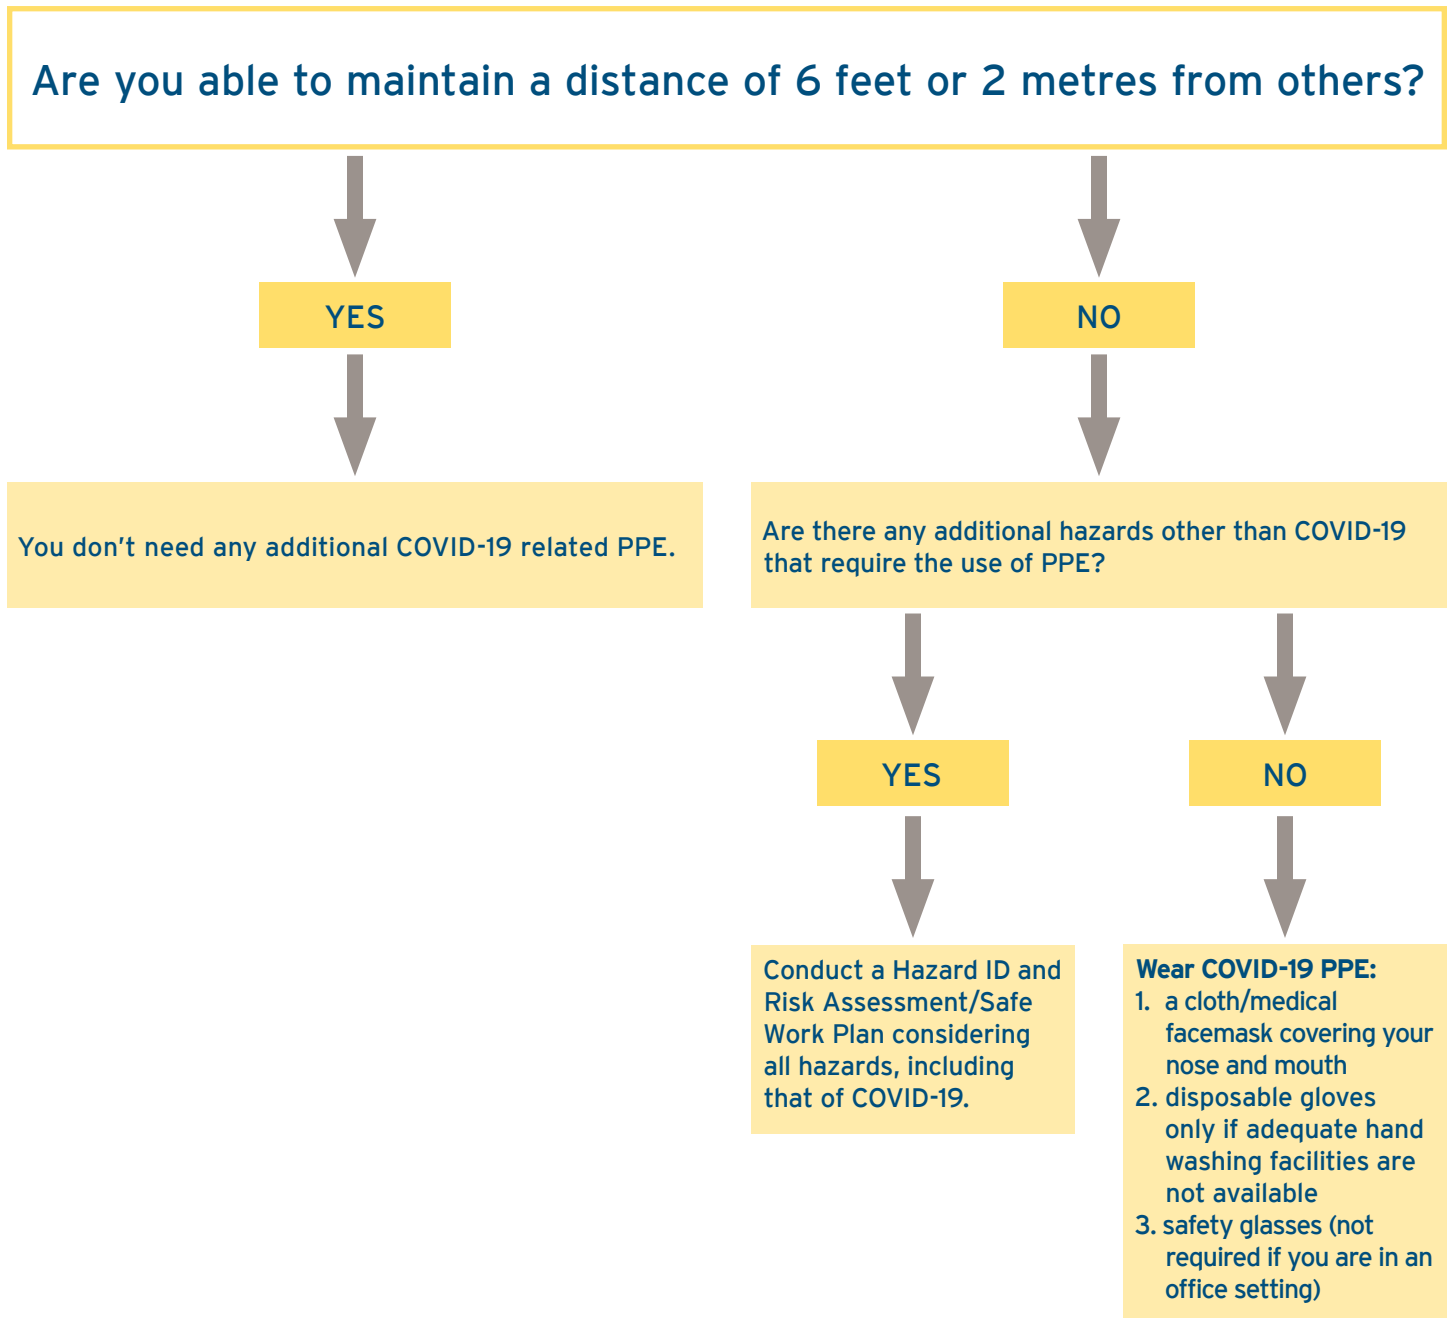 Are you able to maintain a distance of 6 feet or 2 metres from others?
YES
NO
You don't need any additional COVID-19 related PPE.
Are there any additional hazards other than COVID-19
that require the use of PPE?
YES
NO
Conduct a Hazard ID and
Risk Assessment/Safe
Work Plan considering
all hazards, including
that of COVID-19.
Wear COVID-19 PPE:
1. a cloth/medical
facemask covering your
nose and mouth
2. disposable gloves
only if adequate hand
washing facilities are
not available
3. safety glasses (not
required if you are in an
office setting)